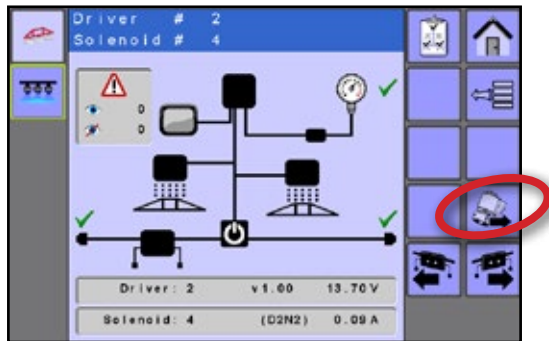 Driver # 2
Solenoid # 4
0
0
Driver: 2 v1.00 13.70V
Solenoid: 4 (D2N2) 0.09A